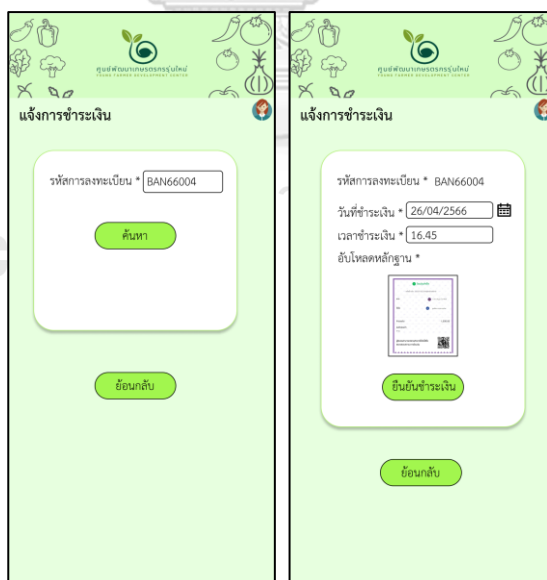 ศูนย์พัฒนาเกษตรกรรุ่นใหม่
YOUNG FARMER DEVELOPMENT CENTER
แจ้งการชำระเงิน
รหัสการลงทะเบียน * BAN66004
ค้นหา
ย้อนกลับ
ศูนย์พัฒนาเกษตรกรรุ่นใหม่
YOUNG FARMER DEVELOPMENT CENTER
แจ้งการชำระเงิน
รหัสการลงทะเบียน * BAN66004
วันที่ชำระเงิน * 26/04/2566
เวลาชำระเงิน * 16.45
อับโหลดหลักฐาน *
ยืนยันชำระเงิน
ย้อนกลับ